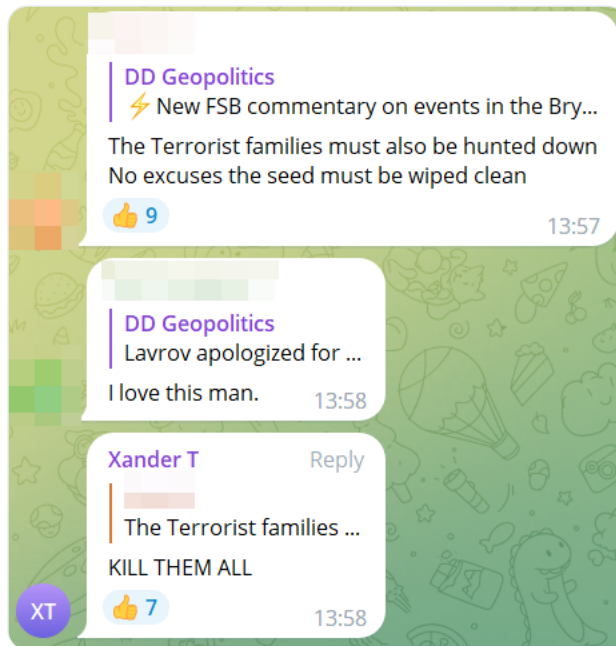 DD Geopolitics
⚡ New FSB commentary on events in the Bry...
The Terrorist families must also be hunted down
No excuses the seed must be wiped clean
👍 9
13:57
DD Geopolitics
Lavrov apologized for ...
I love this man.
13:58
Xander T Reply
The Terrorist families ...
KILL THEM ALL
👍 7
XT
13:58